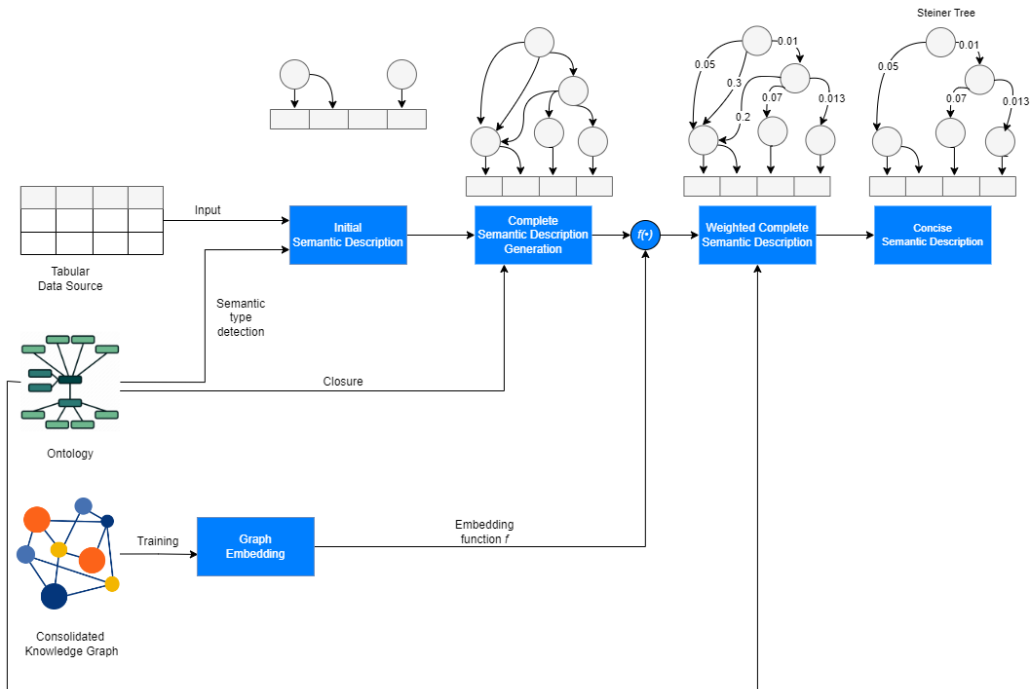 Steiner Tree
0.01
0.05
0.3
0.07
0.013
0.2
0.01
0.05
0.07
0.013
Input
Initial
Semantic Description
Complete
Semantic Description
Generation
f(•)
Weighted Complete
Semantic Description
Concise
Semantic Description
Tabular
Data Source
Semantic
type
detection
Closure
Ontology
Training
Graph
Embedding
Embedding
function f
Consolidated
Knowledge Graph